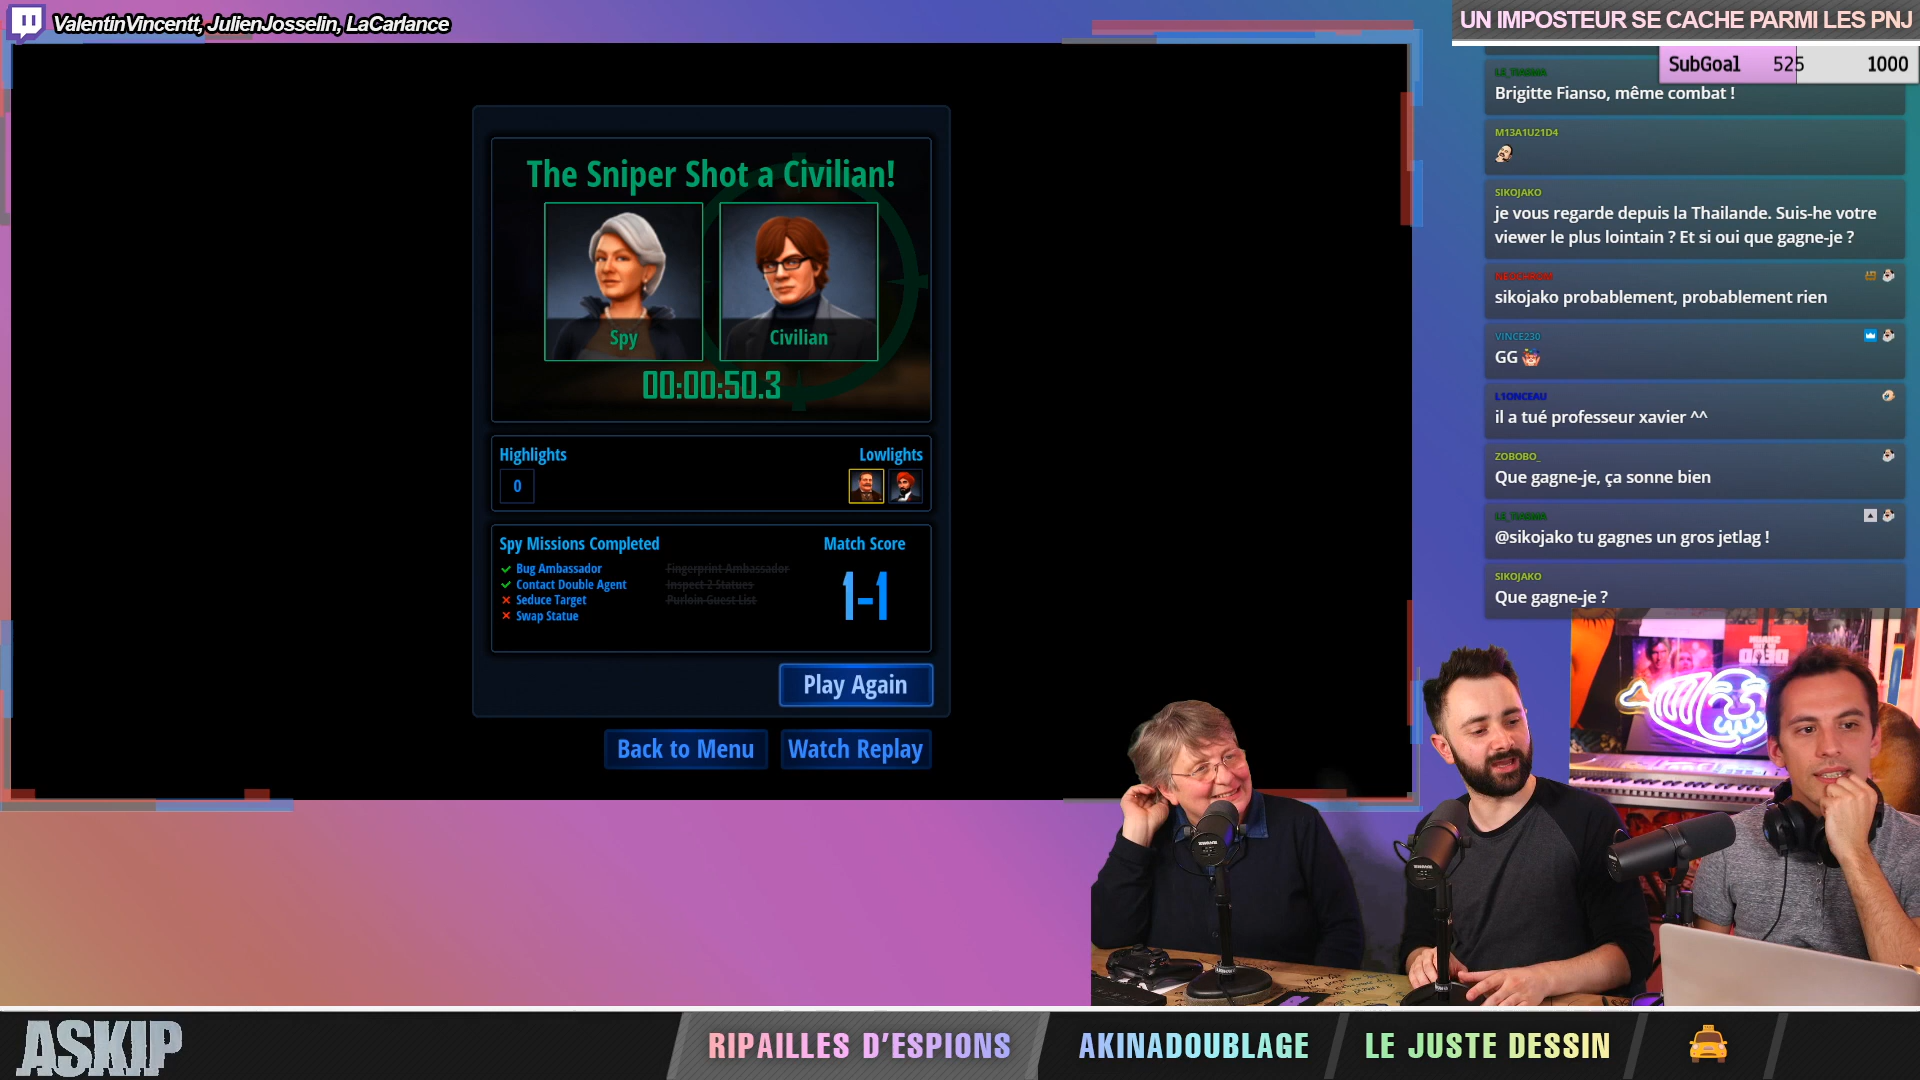 ValentinVincentt, JulienJosselin, LaCarlance
UN IMPOSTEUR SE CACHE PARMI LES PNJ
SubGoal 525 1000
The Sniper Shot a Civilian!
Spy
Civilian
00:00:50.3
Highlights
Lowlights
0
Spy Missions Completed
Match Score
Bug Ambassador
Contact Double Agent
Seduce Target
Swap Statue
Fingerprint Ambassador
Inspect 2 Statues
Purloin Guest List
1-1
Play Again
Back to Menu
Watch Replay
LE_TIASMA
Brigitte Fianso, même combat !
M13A1U21D4
SIKOJAKO
je vous regarde depuis la Thailande. Suis-he votre
viewer le plus lointain ? Et si oui que gagne-je ?
sikojako probablement, probablement rien
VINCE230
GG
L1ONCEAU
il a tué professeur xavier ^^
ZOBOBO_
Que gagne-je, ça sonne bien
LE_TIASMA
@sikojako tu gagnes un gros jetlag !
SIKOJAKO
Que gagne-je ?
ASKIP
RIPAILLES D'ESPIONS
AKINADOUBLAGE
LE JUSTE DESSIN